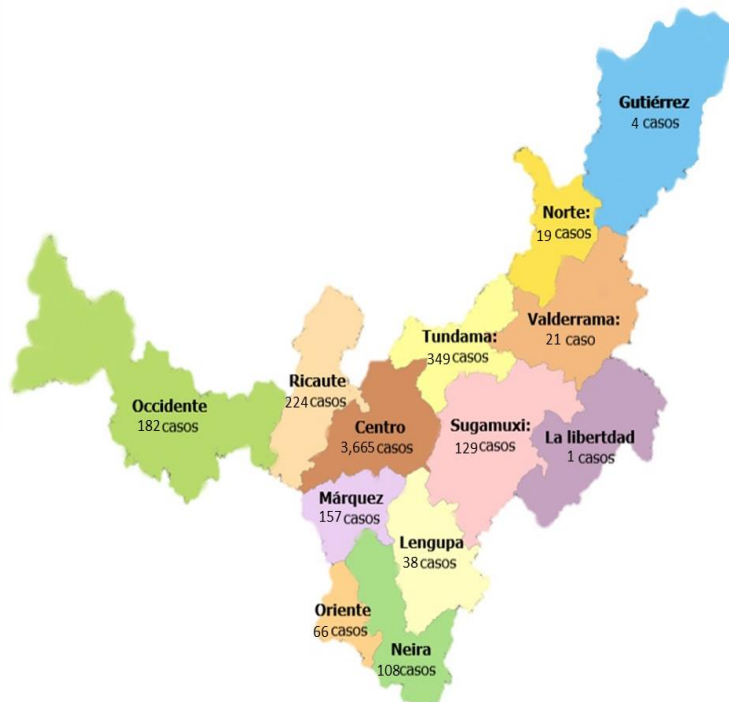 Gutiérrez
4 casos
Norte:
19 casos
Valderrama:
21 caso
Tundama:
349 casos
Ricaute
224 casos
Occidente
182 casos
Centro
3,665 casos
Sugamuxi:
129 casos
La libertdad
1 casos
Márquez
157 casos
Lengupa
38 casos
Oriente
66 casos
Neira
108casos